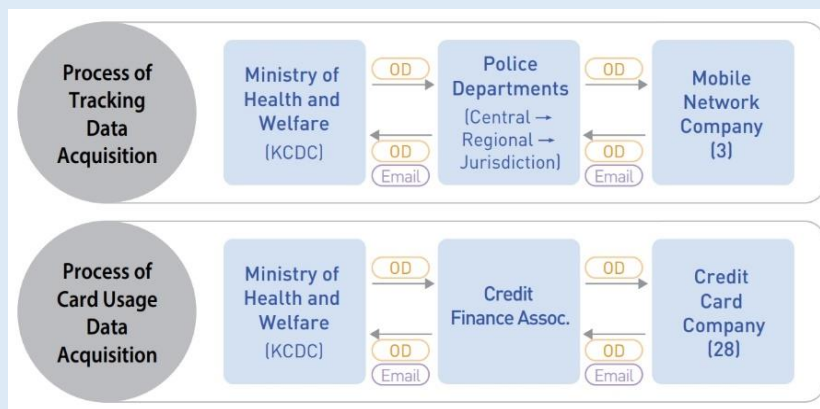 Process of
Tracking
Data
Acquisition
Ministry of
Health and
Welfare
(KCDC)
OD
OD
Email
Police
Departments
(Central →
Regional →
Jurisdiction)
OD
OD
Email
Mobile
Network
Company
(3)
Process of
Card Usage
Data
Acquisition
Ministry of
Health and
Welfare
(KCDC)
OD
OD
Email
Credit
Finance Assoc.
OD
OD
Email
Credit
Card
Company
(28)